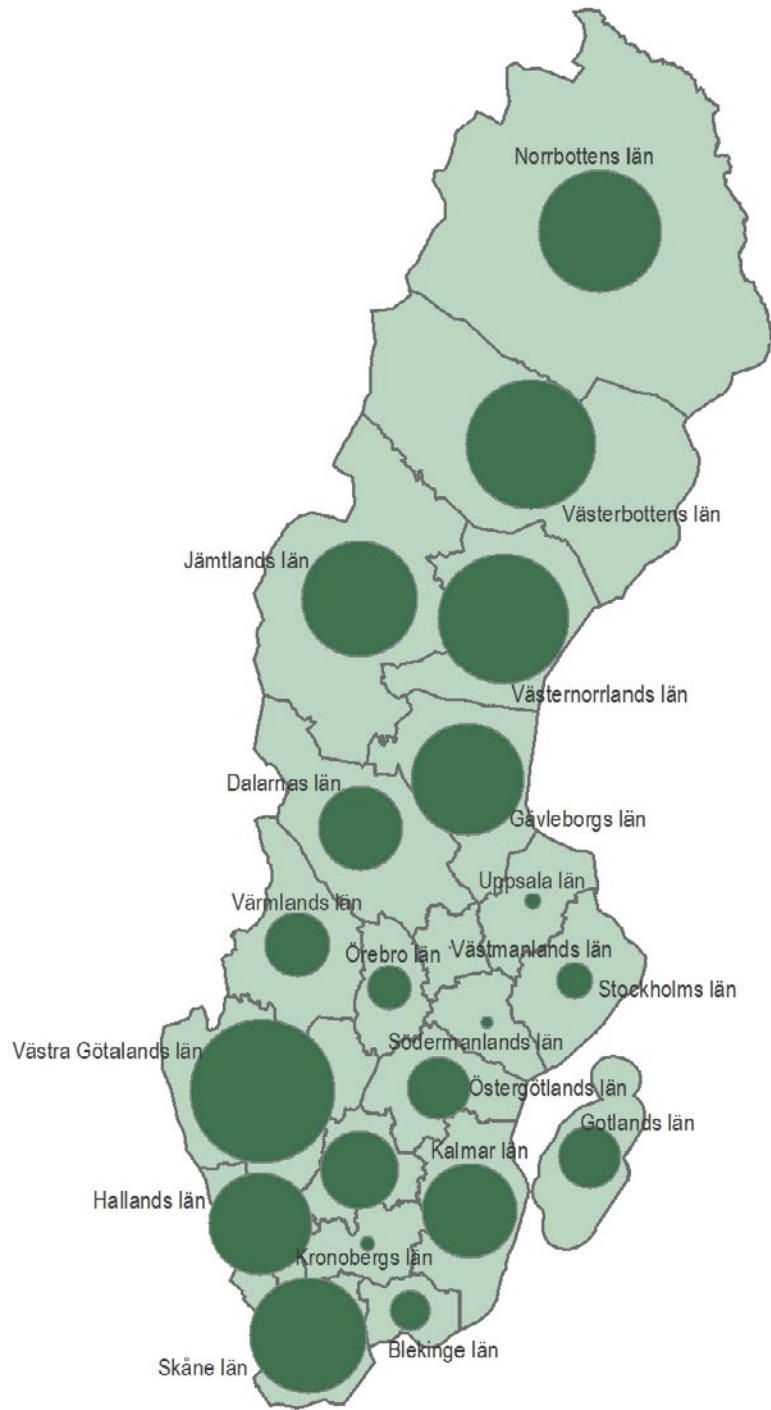 Norrbottens län
Västerbottens län
Jämtlands län
Västernorrlands län
Dalarnas län
Gävleborgs län
Uppsala län
Värmlands län
Örebro län
Västmanlands län
Stockholms län
Södermanlands län
Västra Götalands län
Östergötlands län
Gotlands län
Kalmar län
Hallands län
Kronobergs län
Blekinge län
Skåne län